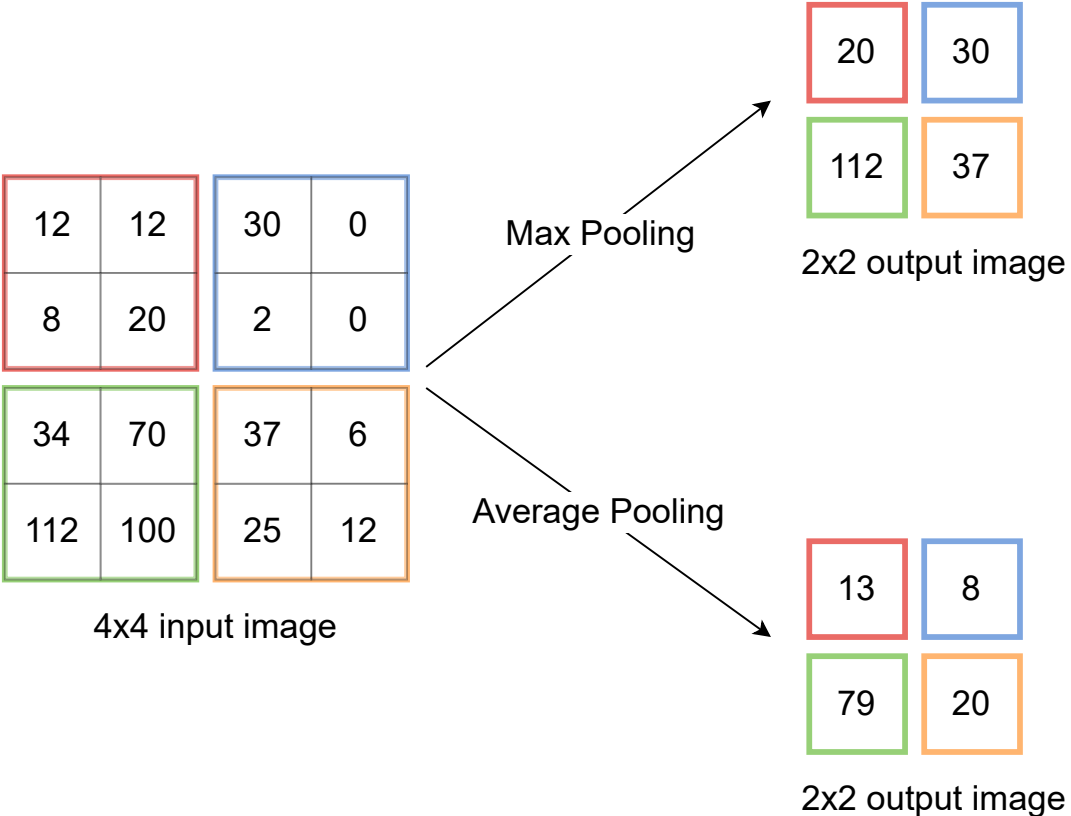 12 12 30 0
8 20 2 0
34 70 37 6
112 100 25 12
4x4 input image
Max Pooling
20 30
112 37
2x2 output image
Average Pooling
13 8
79 20
2x2 output image